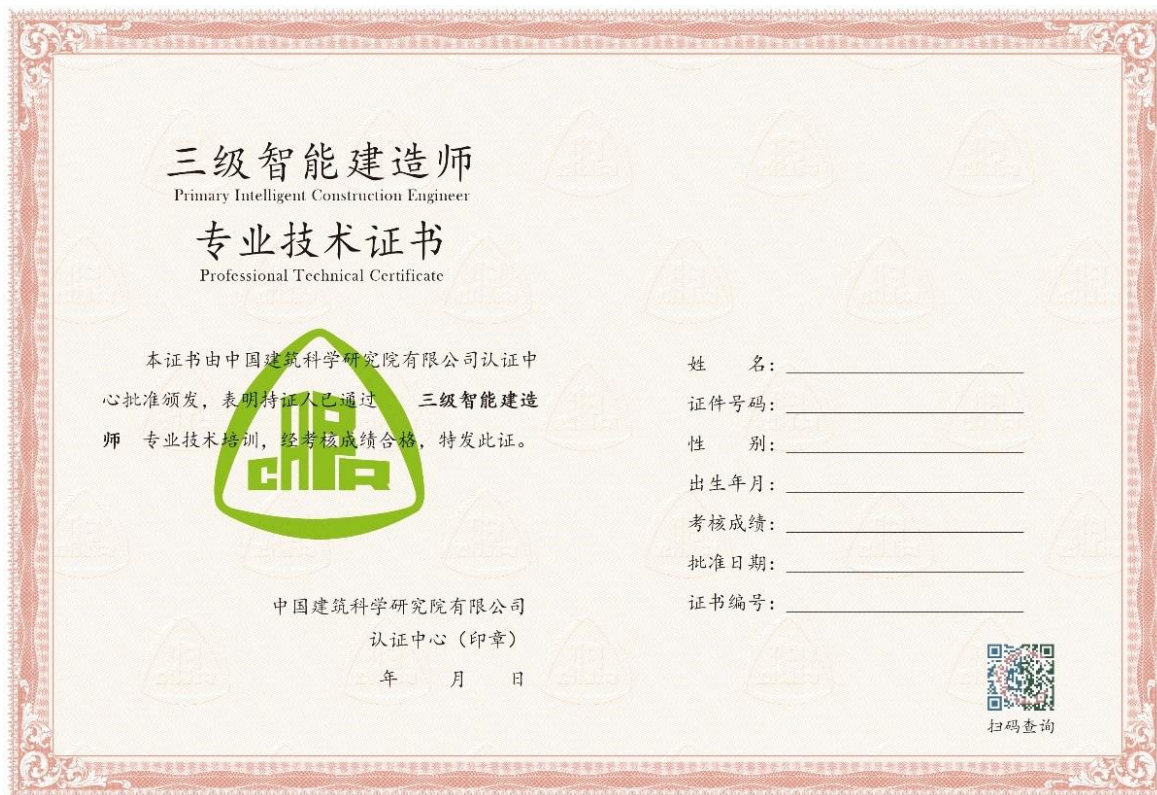 三级智能建造师
Primary Intelligent Construction Engineer
专业技术证书
Professional Technical Certificate
本证书由中国建筑科学研究院有限公司认证中
心批准颁发，表明持证人已通过 三级智能建造
师 专业技术培训，经考核成绩合格，特发此证。
中国建筑科学研究院有限公司
认证中心（印章）
年 月 日
姓 名：
证件号码：
性 别：
出生年月：
考核成绩：
批准日期：
证书编号：
扫码查询